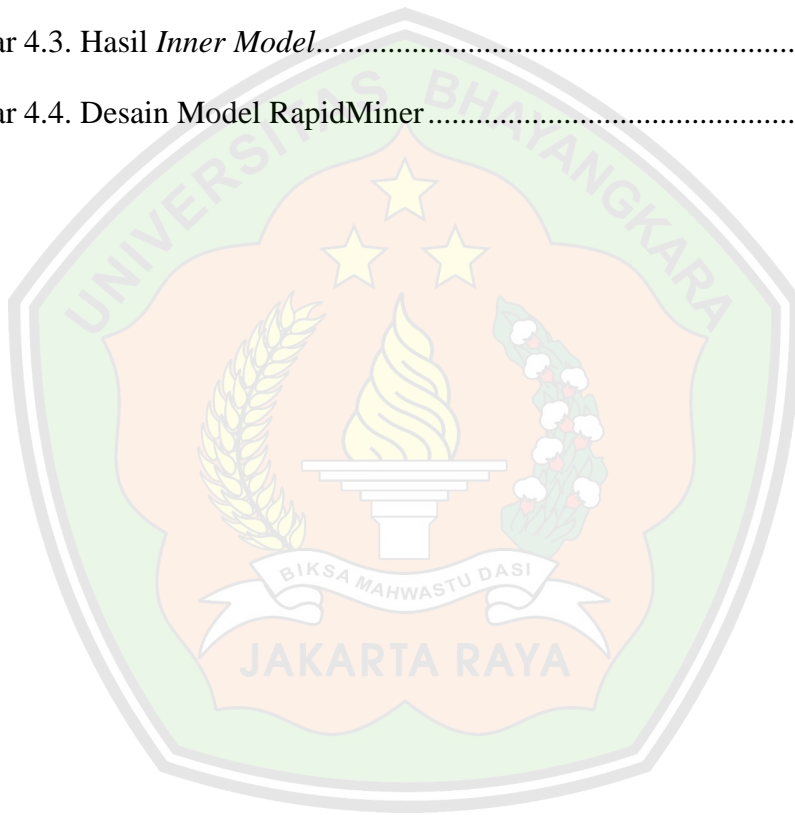 ar 4.3. Hasil Inner Model............................................................
ar 4.4. Desain Model RapidMiner..............................................
UNIVERSITAS BHAYANGKARA
BIKSA MAHWASTU DASI
JAKARTA RAYA